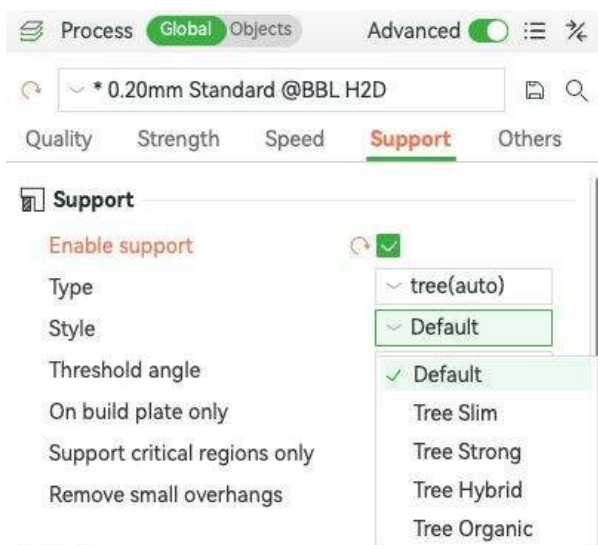 Process Global Objects Advanced
* 0.20mm Standard @BBL H2D
Quality Strength Speed Support Others
Support
Enable support
Type tree(auto)
Style Default
Threshold angle
Default
On build plate only
Tree Slim
Support critical regions only
Tree Strong
Remove small overhangs
Tree Hybrid
Tree Organic